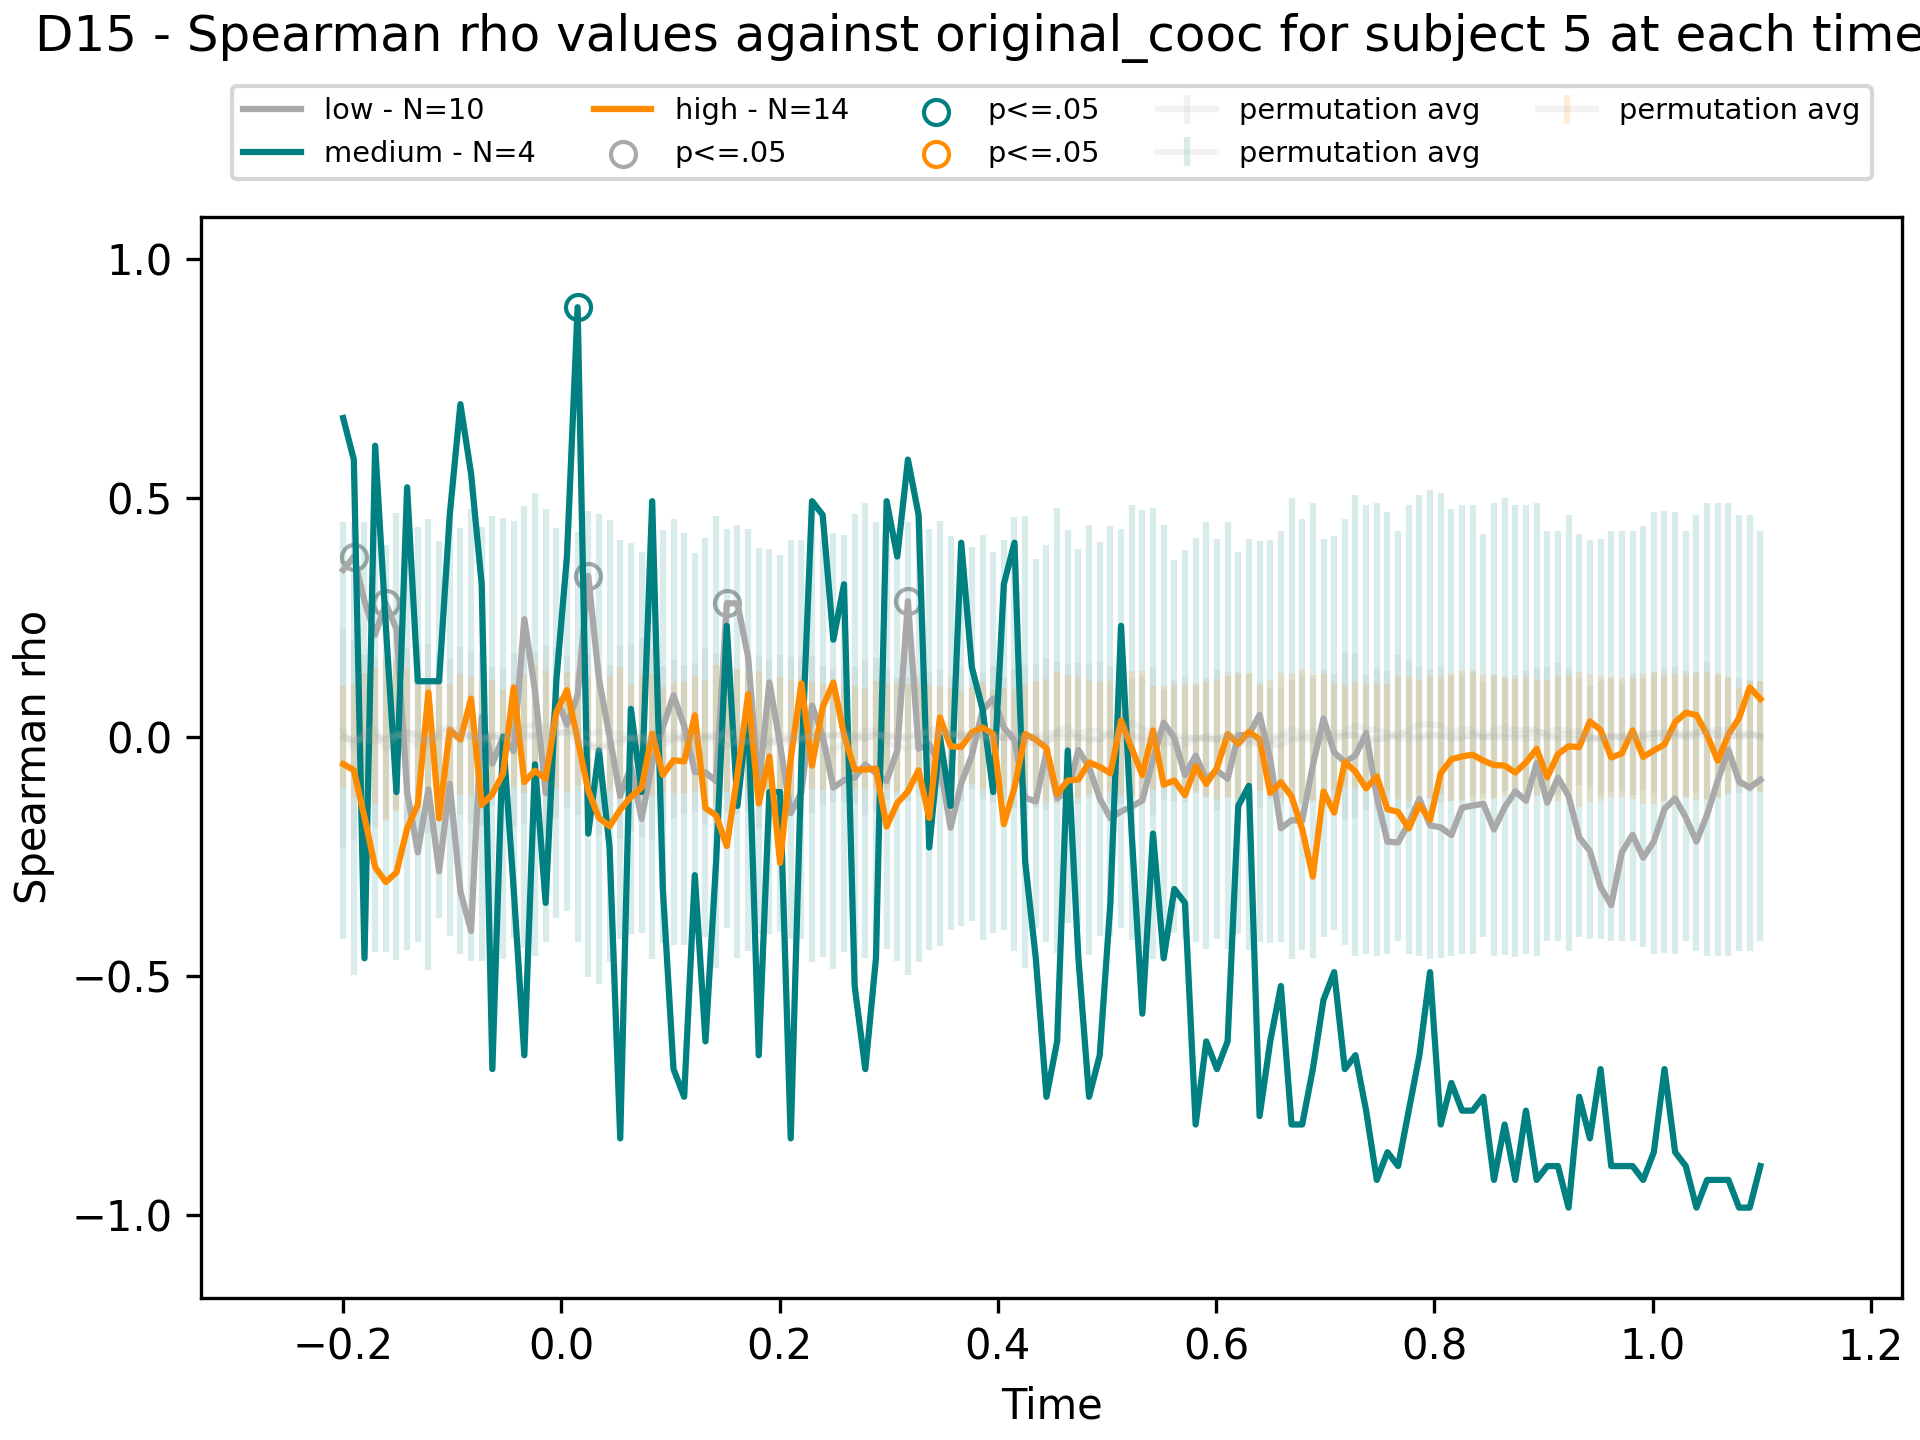 D15 - Spearman rho values against original_cooc for subject 5 at each time
low - N=10
medium - N=4
high - N=14
p<=.05
p<=.05
p<=.05
permutation avg
permutation avg
permutation avg
Spearman rho
1.0
0.5
0.0
−0.5
−1.0
−0.2
0.0
0.2
0.4
0.6
0.8
1.0
1.2
Time